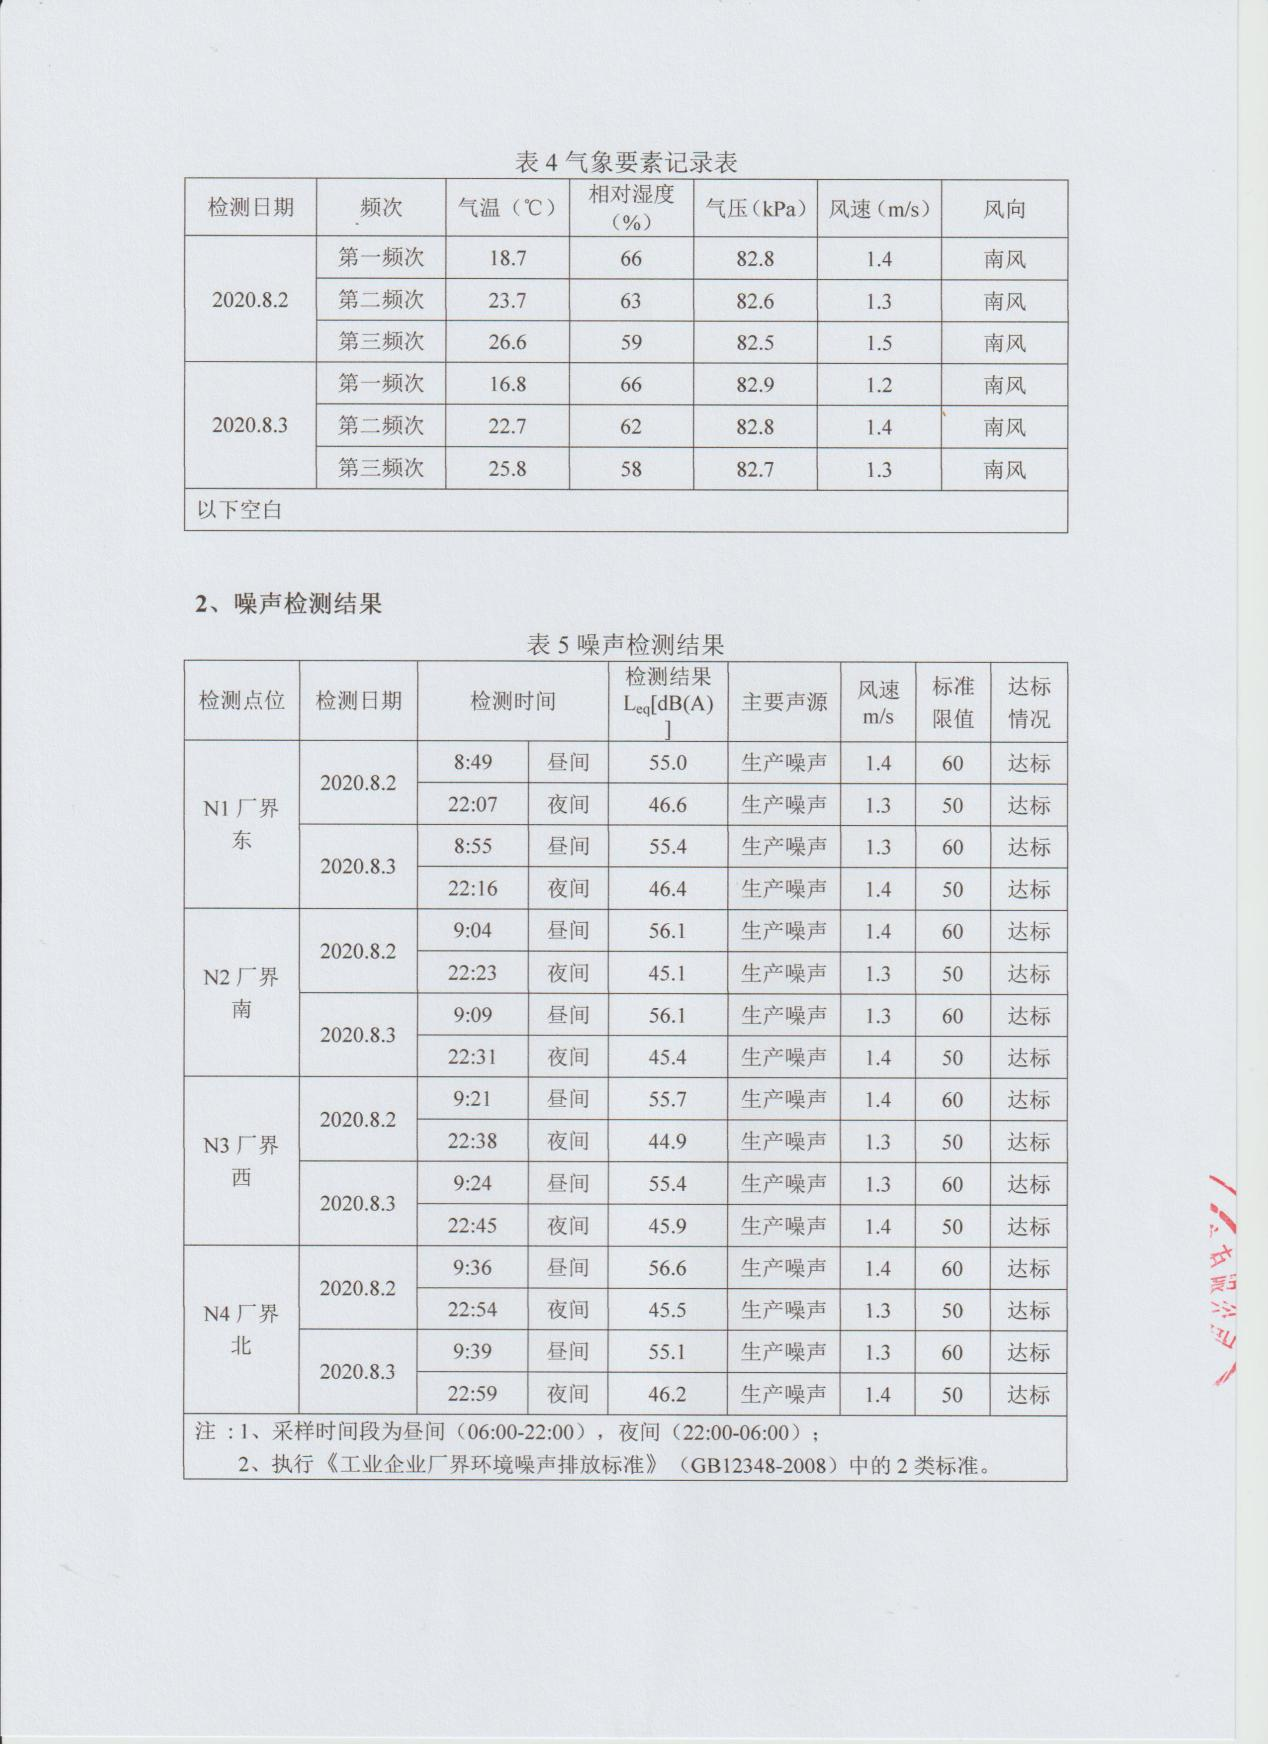 表 4 气象要素记录表
检测日期 频次 气温（℃） 相对湿度（%） 气压（kPa） 风速（m/s） 风向
2020.8.2 第一频次 18.7 66 82.8 1.4 南风
第二频次 23.7 63 82.6 1.3 南风
第三频次 26.6 59 82.5 1.5 南风
2020.8.3 第一频次 16.8 66 82.9 1.2 南风
第二频次 22.7 62 82.8 1.4 南风
第三频次 25.8 58 82.7 1.3 南风
以下空白
2、噪声检测结果
表 5 噪声检测结果
检测点位 检测日期 检测时间 检测结果 Leq[dB(A)] 主要声源 风速 m/s 标准限值 达标情况
N1 厂界东 2020.8.2 8:49 昼间 55.0 生产噪声 1.4 60 达标
22:07 夜间 46.6 生产噪声 1.3 50 达标
2020.8.3 8:55 昼间 55.4 生产噪声 1.3 60 达标
22:16 夜间 46.4 生产噪声 1.4 50 达标
N2 厂界南 2020.8.2 9:04 昼间 56.1 生产噪声 1.4 60 达标
22:23 夜间 45.1 生产噪声 1.3 50 达标
2020.8.3 9:09 昼间 56.1 生产噪声 1.3 60 达标
22:31 夜间 45.4 生产噪声 1.4 50 达标
N3 厂界西 2020.8.2 9:21 昼间 55.7 生产噪声 1.4 60 达标
22:38 夜间 44.9 生产噪声 1.3 50 达标
2020.8.3 9:24 昼间 55.4 生产噪声 1.3 60 达标
22:45 夜间 45.9 生产噪声 1.4 50 达标
N4 厂界北 2020.8.2 9:36 昼间 56.6 生产噪声 1.4 60 达标
22:54 夜间 45.5 生产噪声 1.3 50 达标
2020.8.3 9:39 昼间 55.1 生产噪声 1.3 60 达标
22:59 夜间 46.2 生产噪声 1.4 50 达标
注：1、采样时间段为昼间（06:00-22:00），夜间（22:00-06:00）；
2、执行《工业企业厂界环境噪声排放标准》（GB12348-2008）中的 2 类标准。